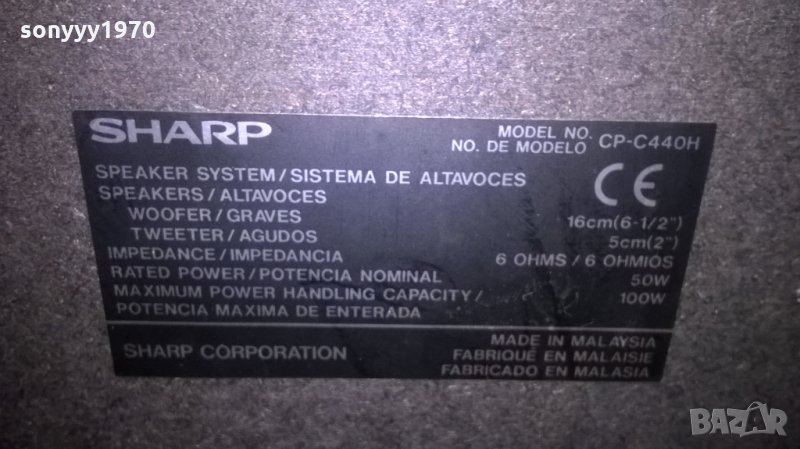 sonyyy1970
SHARP
MODEL NO.
NO. DE MODELO CP-C440H
SPEAKER SYSTEM/SISTEMA DE ALTAVOCES
CE
SPEAKERS/ALTAVOCES
WOOFER/GRAVES 16cm(6-1/2")
TWEETER/AGUDOS 5cm(2")
IMPEDANCE/IMPEDANCIA 6 OHMS/6 OHMIOS
RATED POWER/POTENCIA NOMINAL 50W
MAXIMUM POWER HANDLING CAPACITY/ 100W
POTENCIA MAXIMA DE ENTERADA
SHARP CORPORATION
MADE IN MALAYSIA
FABRIQUÉ EN MALAISIE
FABRICADO EN MALASIA
BAZAR